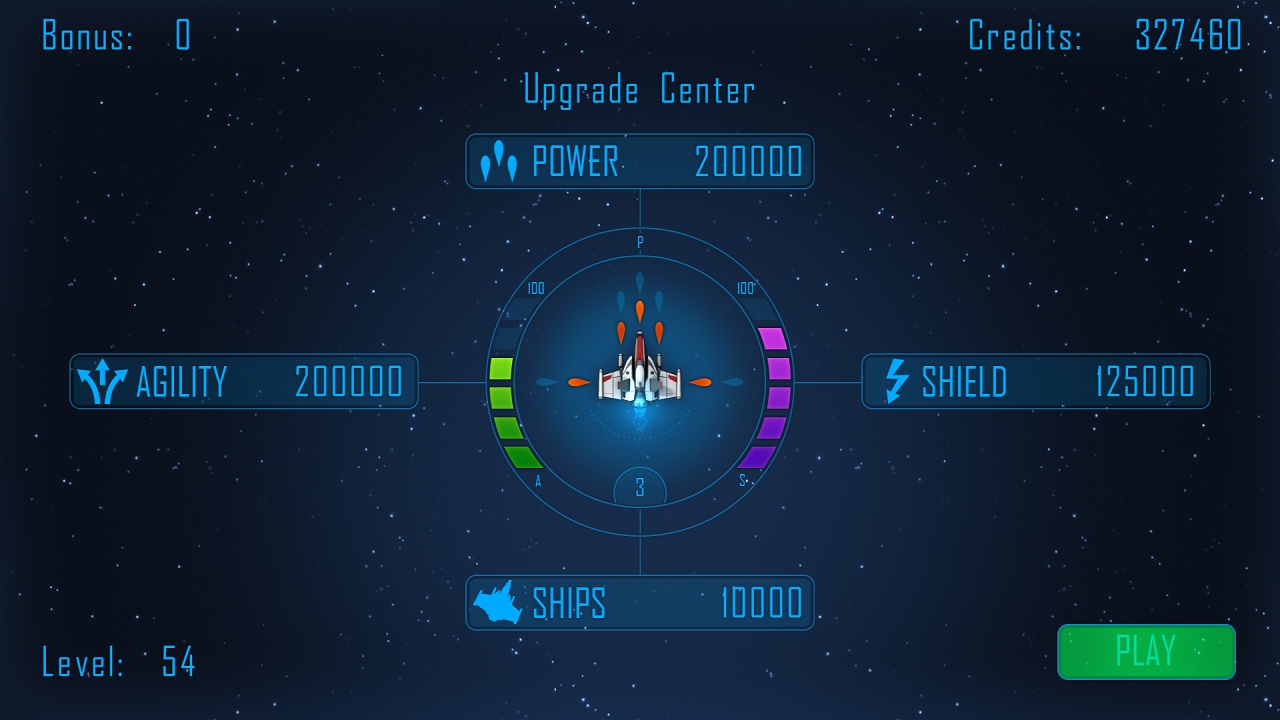 Bonus: 0
Credits: 327460
Upgrade Center
POWER 200000
P
100
100
AGILITY 200000
SHIELD 125000
A
S
3
SHIPS 10000
Level: 54
PLAY